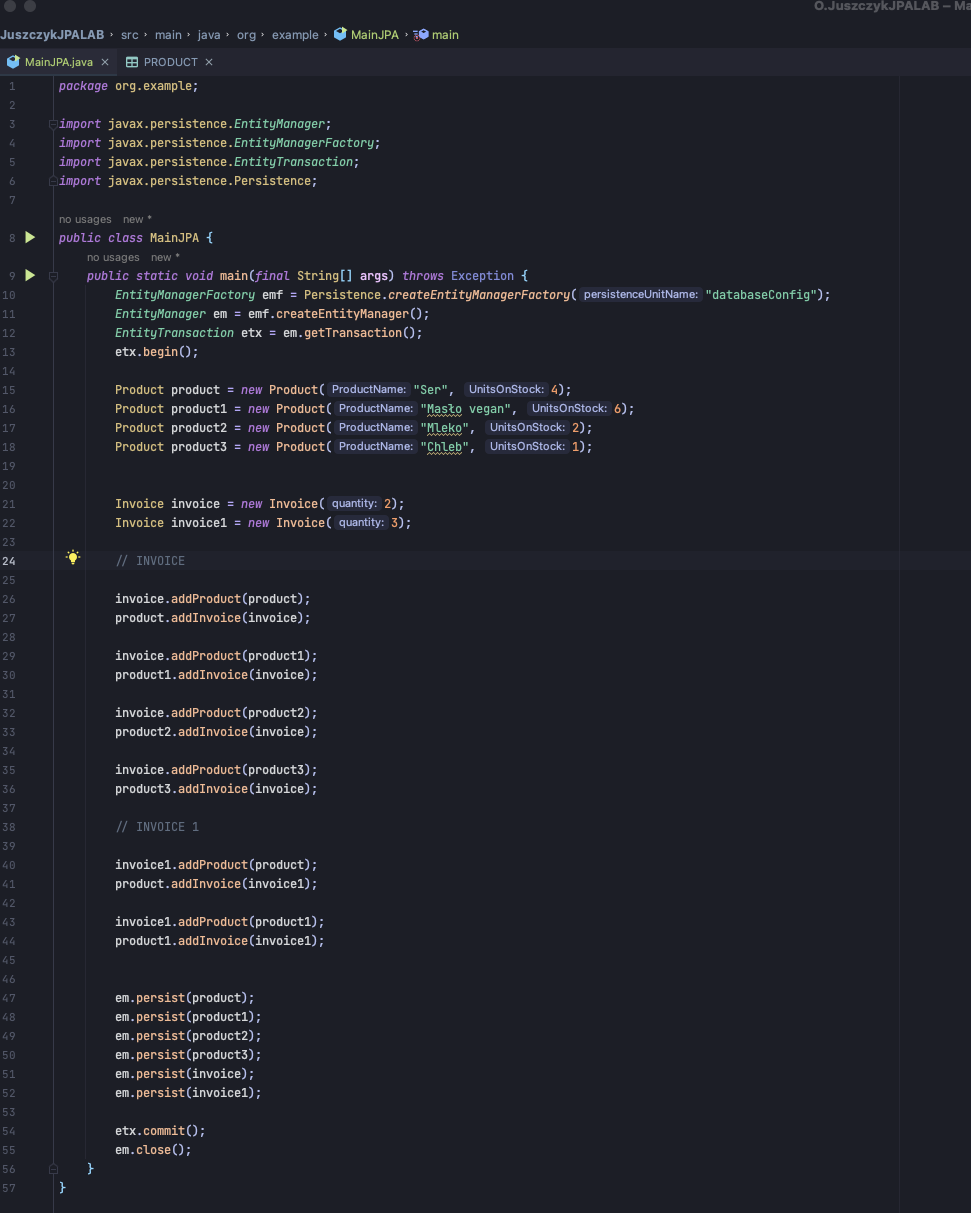 O.JuszczykJPALAB – Ma
JuszczykJPALAB › src › main › java › org › example › MainJPA › main
MainJPA.java × PRODUCT ×
1 package org.example;
2
3 import javax.persistence.EntityManager;
4 import javax.persistence.EntityManagerFactory;
5 import javax.persistence.EntityTransaction;
6 import javax.persistence.Persistence;
7
no usages new *
8 public class MainJPA {
no usages new *
9 public static void main(final String[] args) throws Exception {
10 EntityManagerFactory emf = Persistence.createEntityManagerFactory( persistenceUnitName: "databaseConfig");
11 EntityManager em = emf.createEntityManager();
12 EntityTransaction etx = em.getTransaction();
13 etx.begin();
14
15 Product product = new Product( ProductName: "Ser", UnitsOnStock: 4);
16 Product product1 = new Product( ProductName: "Masło vegan", UnitsOnStock: 6);
17 Product product2 = new Product( ProductName: "Mleko", UnitsOnStock: 2);
18 Product product3 = new Product( ProductName: "Chleb", UnitsOnStock: 1);
19
20
21 Invoice invoice = new Invoice( quantity: 2);
22 Invoice invoice1 = new Invoice( quantity: 3);
23
24 // INVOICE
25
26 invoice.addProduct(product);
27 product.addInvoice(invoice);
28
29 invoice.addProduct(product1);
30 product1.addInvoice(invoice);
31
32 invoice.addProduct(product2);
33 product2.addInvoice(invoice);
34
35 invoice.addProduct(product3);
36 product3.addInvoice(invoice);
37
38 // INVOICE 1
39
40 invoice1.addProduct(product);
41 product.addInvoice(invoice1);
42
43 invoice1.addProduct(product1);
44 product1.addInvoice(invoice1);
45
46
47 em.persist(product);
48 em.persist(product1);
49 em.persist(product2);
50 em.persist(product3);
51 em.persist(invoice);
52 em.persist(invoice1);
53
54 etx.commit();
55 em.close();
56 }
57 }